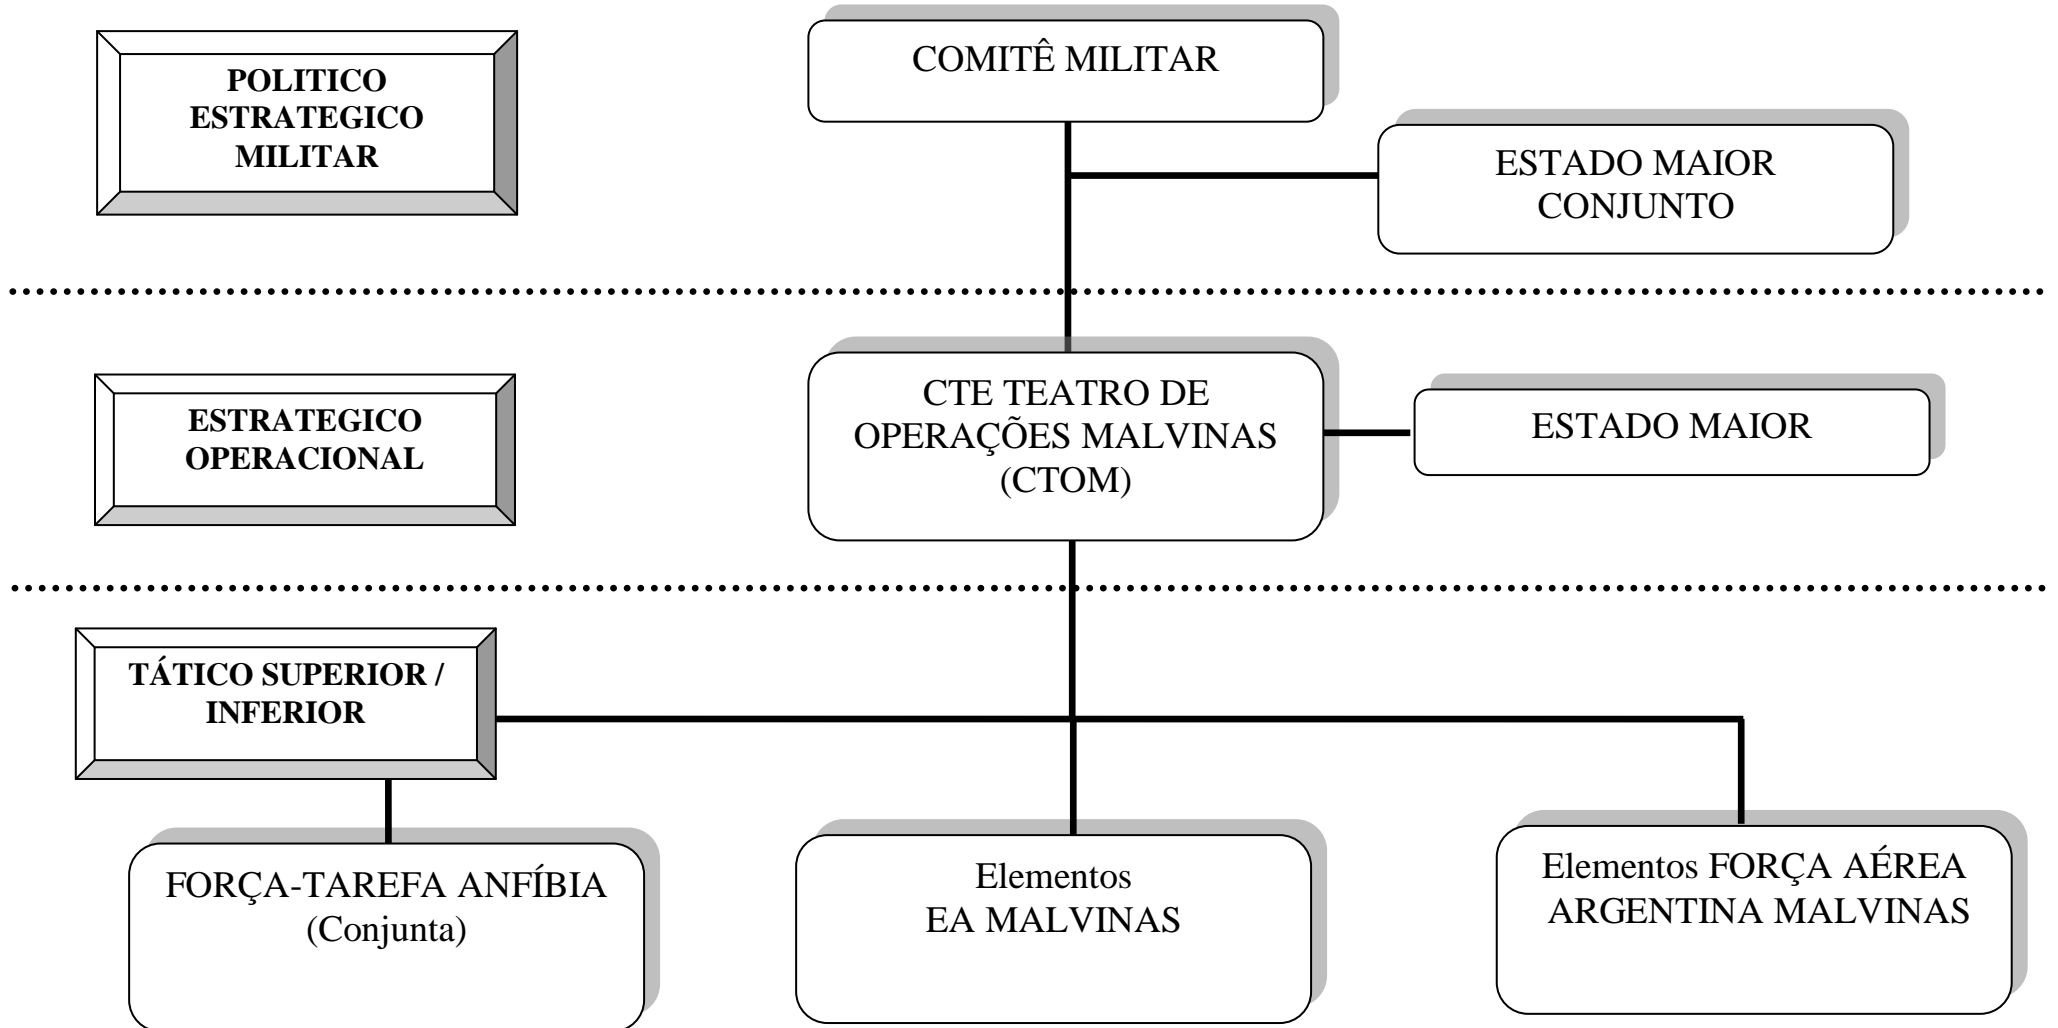 POLITICO
ESTRATEGICO
MILITAR
COMITÊ MILITAR
ESTADO MAIOR
CONJUNTO
ESTRATEGICO
OPERACIONAL
CTE TEATRO DE
OPERAÇÕES MALVINAS
(CTOM)
ESTADO MAIOR
TÁTICO SUPERIOR /
INFERIOR
FORÇA-TAREFA ANFÍBIA
(Conjunta)
Elementos
EA MALVINAS
Elementos FORÇA AÉREA
ARGENTINA MALVINAS